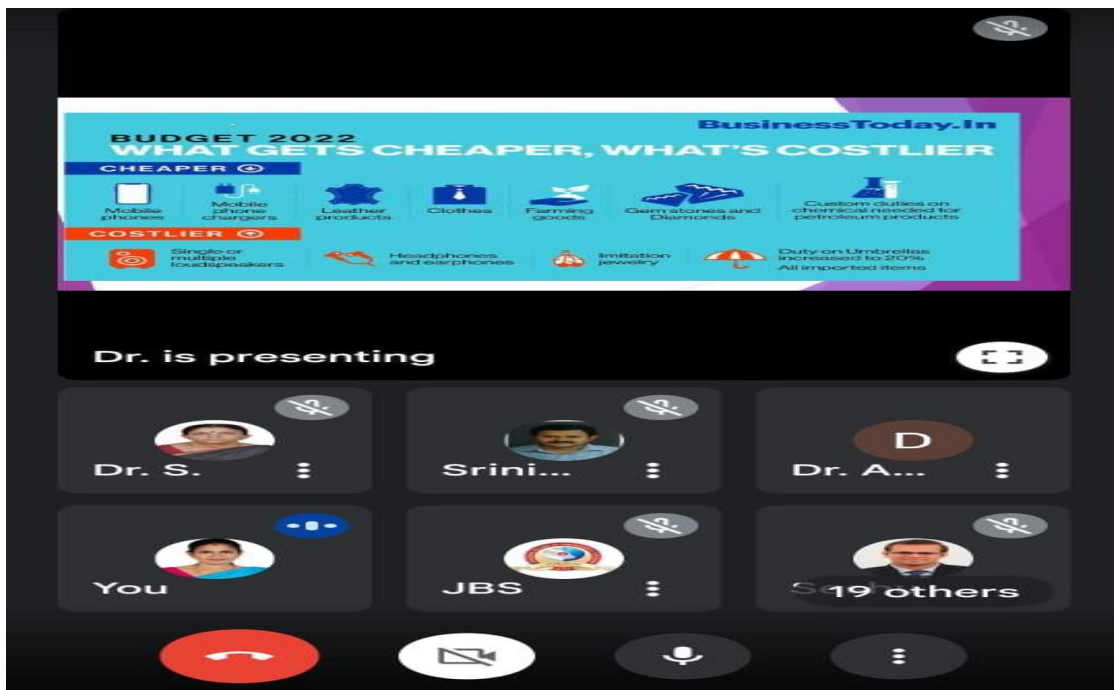 BusinessToday.In
BUDGET 2022
WHAT GETS CHEAPER, WHAT'S COSTLIER
CHEAPER
Mobile phones
Mobile phone chargers
Leather products
Clothes
Farming goods
Gem stones and Diamonds
Custom duties on chemical needed for petroleum products
COSTLIER
Single or multiple loudspeakers
Headphones and earphones
Imitation jewelry
Duty on Umbrellas increased to 20%
All imported items
Dr. is presenting
D
Dr. S.
Srini...
Dr. A...
You
JBS
19 others